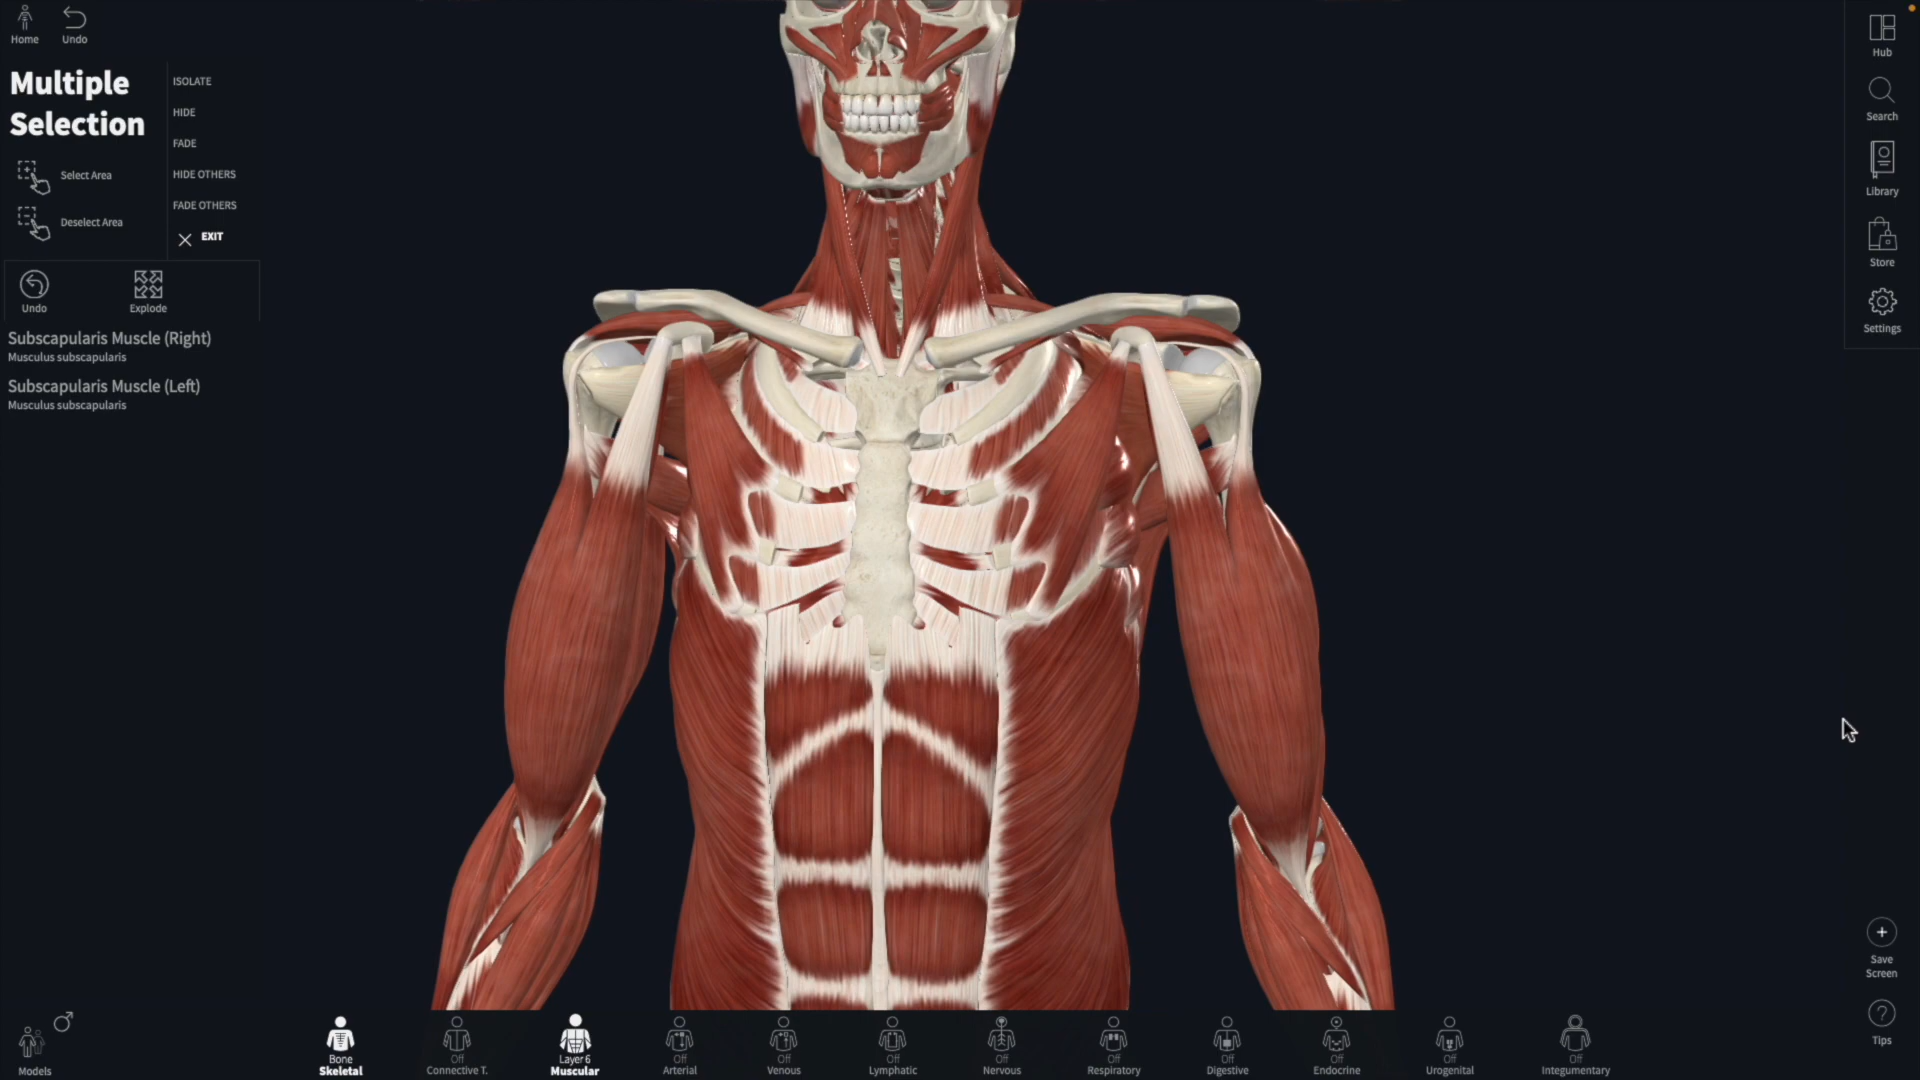 Home
Undo
Multiple
Selection
Select Area
Deselect Area
ISOLATE
HIDE
FADE
HIDE OTHERS
FADE OTHERS
EXIT
Undo
Explode
Subscapularis Muscle (Right)
Musculus subscapularis
Subscapularis Muscle (Left)
Musculus subscapularis
Hub
Search
Library
Store
Settings
Save
Screen
Tips
Models
Bone
Skeletal
Off
Connective T.
Layer 6
Muscular
Off
Arterial
Off
Venous
Off
Lymphatic
Off
Nervous
Off
Respiratory
Off
Digestive
Off
Endocrine
Off
Urogenital
Off
Integumentary